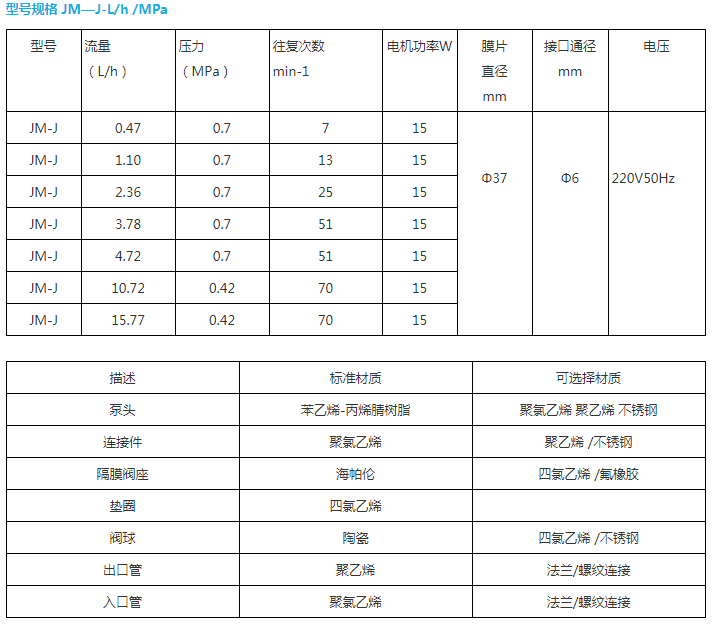 型号规格 JM—J-L/h /MPa
型号 流量 压力 往复次数 电机功率W 膜片 接口通径 电压
（L/h） （MPa） min-1 直径 mm
mm
JM-J 0.47 0.7 7 15
JM-J 1.10 0.7 13 15
JM-J 2.36 0.7 25 15 Φ37 Φ6 220V50Hz
JM-J 3.78 0.7 51 15
JM-J 4.72 0.7 51 15
JM-J 10.72 0.42 70 15
JM-J 15.77 0.42 70 15
描述 标准材质 可选择材质
泵头 苯乙烯-丙烯腈树脂 聚氯乙烯 聚乙烯 不锈钢
连接件 聚氯乙烯 聚乙烯 /不锈钢
隔膜阀座 海帕伦 四氯乙烯 /氟橡胶
垫圈 四氯乙烯
阀球 陶瓷 四氯乙烯 /不锈钢
出口管 聚乙烯 法兰/螺纹连接
入口管 聚氯乙烯 法兰/螺纹连接